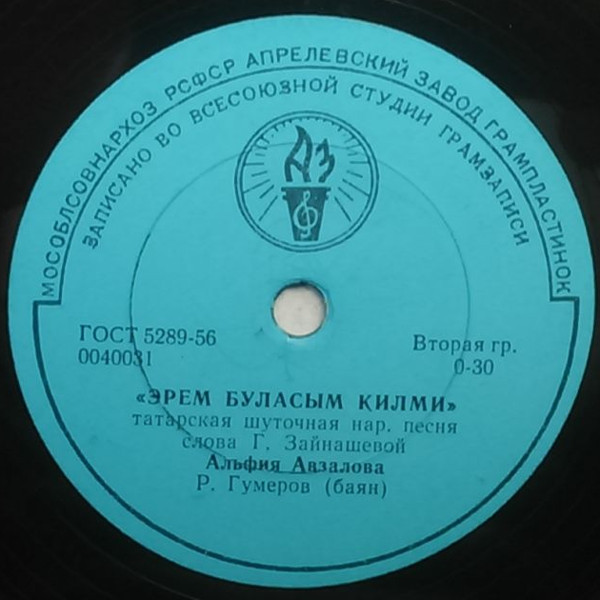 МОСОБЛСОВНАРХОЗ РСФСР АПРЕЛЕВСКИЙ ЗАВОД ГРАМПЛАСТИНОК
ЗАПИСАНО ВО ВСЕСОЮЗНОЙ СТУДИИ ГРАМЗАПИСИ
АЗ
ГОСТ 5289-56
0040031
Вторая гр.
0-30
«ЭРЕМ БУЛАСЫМ КИЛМИ»
татарская шуточная нар. песня
слова Г. Зайнашевой
Альфия Авзалова
Р. Гумеров (баян)